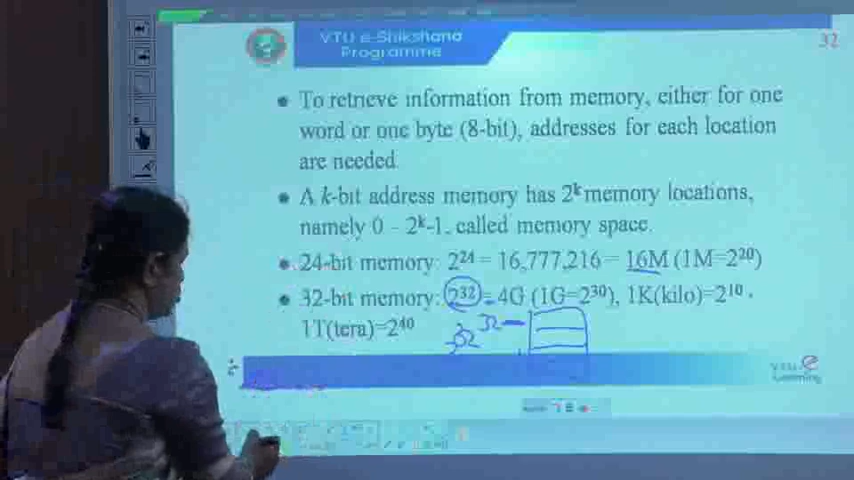 VTU e-Shikshana
Programme
32
• To retrieve information from memory, either for one
word or one byte (8-bit), addresses for each location
are needed.
• A k-bit address memory has 2ᵏ memory locations,
namely 0 – 2ᵏ-1, called memory space.
• 24-bit memory: 2²⁴ = 16,777,216 = 16M (1M=2²⁰)
• 32-bit memory: 2³² = 4G (1G=2³⁰), 1K(kilo)=2¹⁰,
1T(tera)=2⁴⁰
32
VTU e
Learning